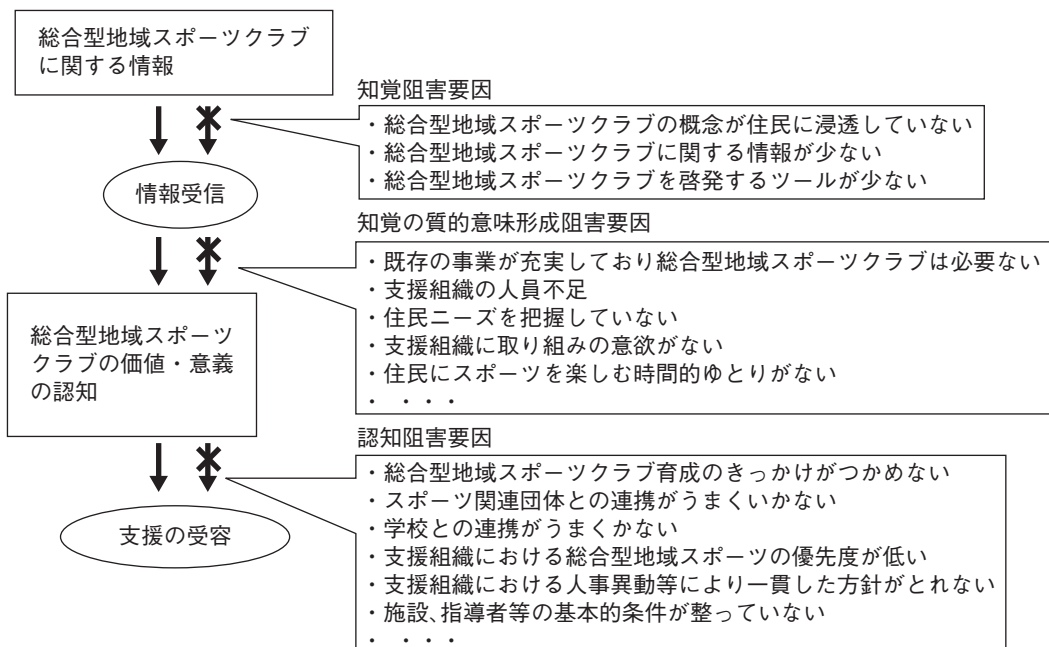 総合型地域スポーツクラブ
に関する情報
知覚阻害要因
・総合型地域スポーツクラブの概念が住民に浸透していない
・総合型地域スポーツクラブに関する情報が少ない
・総合型地域スポーツクラブを啓発するツールが少ない
情報受信
知覚の質的意味形成阻害要因
・既存の事業が充実しており総合型地域スポーツクラブは必要ない
・支援組織の人員不足
・住民ニーズを把握していない
・支援組織に取り組みの意欲がない
・住民にスポーツを楽しむ時間的ゆとりがない
・ ・・・
総合型地域スポーツ
クラブの価値・意義
の認知
認知阻害要因
・総合型地域スポーツクラブ育成のきっかけがつかめない
・スポーツ関連団体との連携がうまくいかない
・学校との連携がうまくかない
・支援組織における総合型地域スポーツの優先度が低い
・支援組織における人事異動等により一貫した方針がとれない
・施設、指導者等の基本的条件が整っていない
・ ・・・
支援の受容